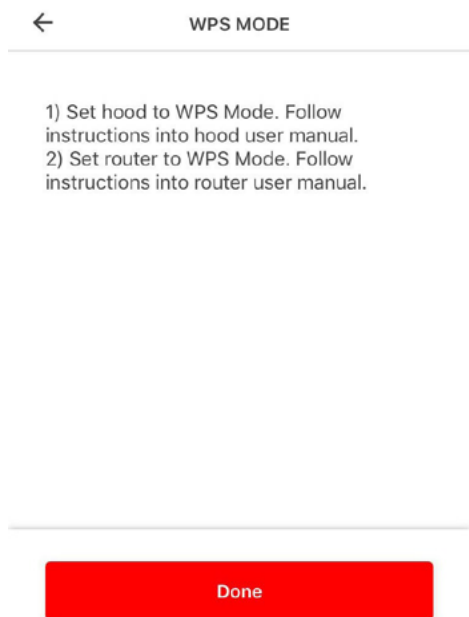 WPS MODE
1) Set hood to WPS Mode. Follow
instructions into hood user manual.
2) Set router to WPS Mode. Follow
instructions into router user manual.
Done